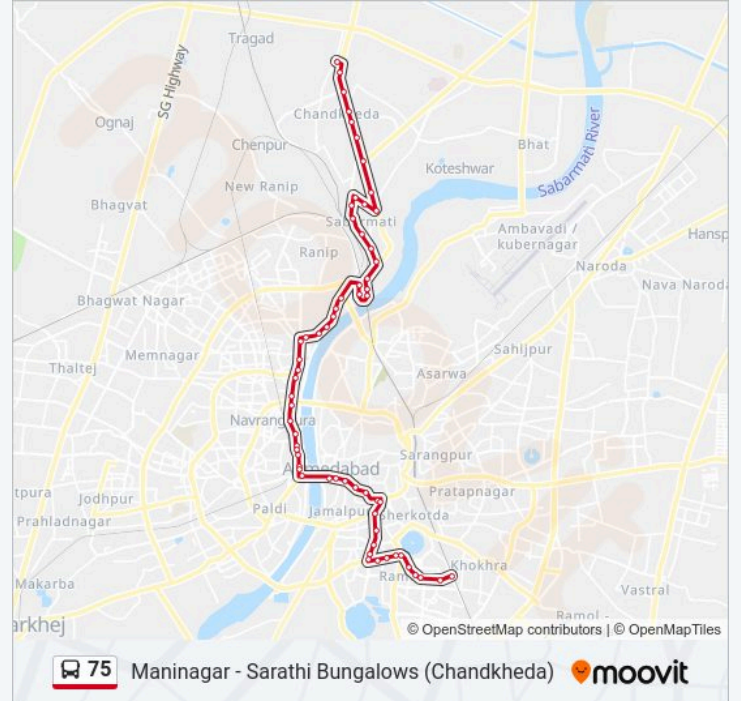 Tragad
SG Highway
Ognaj
Chandkheda
Chenpur
Bhat
Koteshwar
Sabarmati River
New Ranip
Bhagvat
Sabarmati
Ambavadi /
kubernagar
Hansp
Ranip
Naroda
Nava Naroda
Bhagwat Nagar
Memnagar
Sahijpur
Thaltej
Asarwa
Navrangpura
Sarangpur
Ahmedabad
tpura
Jodhpur
Pratapnagar
Paldi
Jamalpur
Sherkotda
Prahladnagar
Khokhra
Makarba
Ram
Vastral
arkhej
Ramol -
© OpenStreetMap contributors | © OpenMapTiles
75 Maninagar - Sarathi Bungalows (Chandkheda) moovit